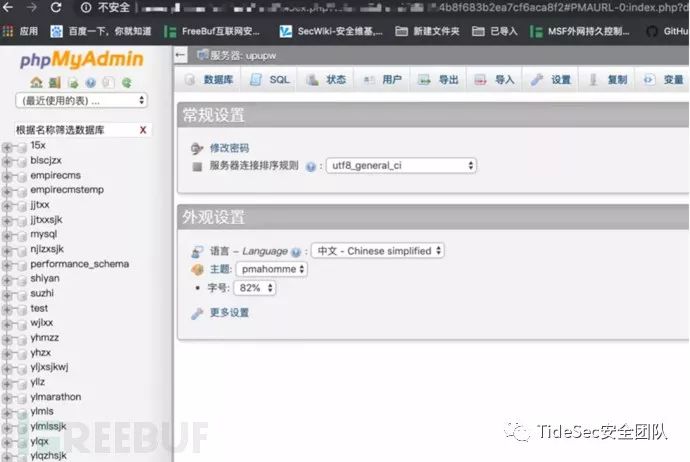 不安全
4b8f683b2ea7cf6aca8f2#PMAURL-0:index.php?d
应用 百度一下，你就知道 FreeBuf互联网安... SecWiki-安全维基,... 新建文件夹 已导入 MSF外网持久控制... GitHu
phpMyAdmin
(最近使用的表) ...
根据名称筛选数据库 X
15x
blscjzx
empirecms
empirecmstemp
jjtxx
jjtxxsjk
mysql
njlzxsjk
performance_schema
shiyan
suzhi
test
wjlxx
yhmzz
yhzx
yljxsjkwj
yllz
ylmarathon
ylmls
ylmlssjk
ylqx
ylqzhsjk
服务器: upupw
数据库 SQL 状态 用户 导出 导入 设置 复制 变量
常规设置
修改密码
服务器连接排序规则 : utf8_general_ci
外观设置
语言 – Language : 中文 - Chinese simplified
主题: pmahomme
字号: 82%
更多设置
REEBUF
TideSec安全团队